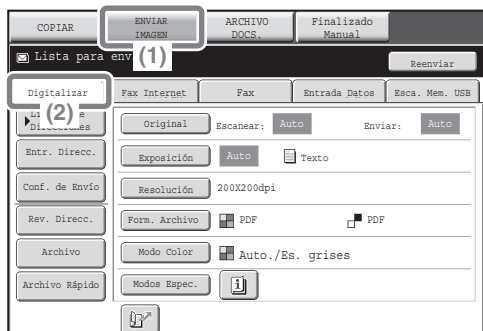 COPIAR
ENVIAR
IMAGEN
ARCHIVO
DOCS.
Finalizado
Manual
Lista para env
(1)
Reenviar
Digitalizar
Fax Internet
Fax
Entrada Datos
Esca. Mem. USB
(2)
Original
Escanear:
Auto
Enviar:
Auto
Entr. Direcc.
Exposición
Auto
Texto
Conf. de Envío
Resolución
200X200dpi
Rev. Direcc.
Form. Archivo
PDF
PDF
Archivo
Modo Color
Auto./Es. grises
Archivo Rápido
Modos Espec.